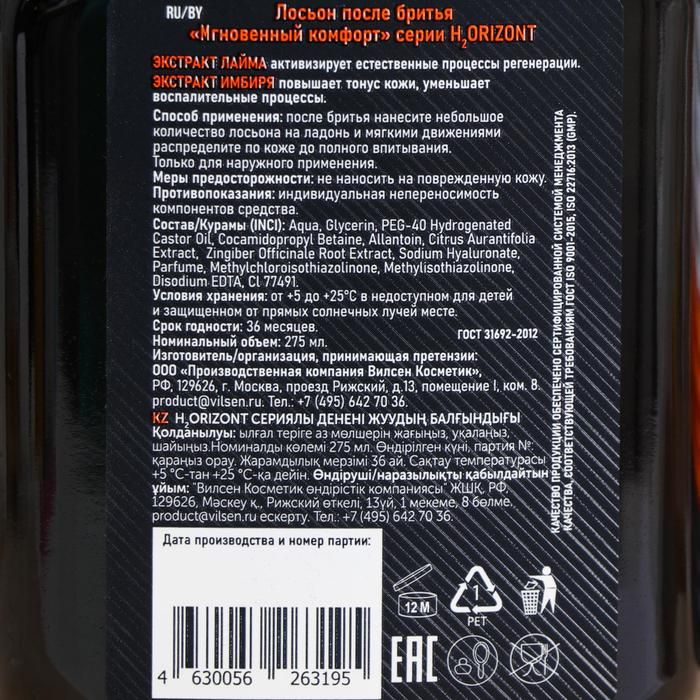 RU/BY
Лосьон после бритья
«Мгновенный комфорт» серии H₂ORIZONT
ЭКСТРАКТ ЛАЙМА активизирует естественные процессы регенерации.
ЭКСТРАКТ ИМБИРЯ повышает тонус кожи, уменьшает
воспалительные процессы.
Способ применения: после бритья нанесите небольшое
количество лосьона на ладонь и мягкими движениями
распределите по коже до полного впитывания.
Только для наружного применения.
Меры предосторожности: не наносить на поврежденную кожу.
Противопоказания: индивидуальная непереносимость
компонентов средства.
Состав/Курамы (INCI): Aqua, Glycerin, PEG-40 Hydrogenated
Castor Oil, Cocamidopropyl Betaine, Allantoin, Citrus Aurantifolia
Extract, Zingiber Officinale Root Extract, Sodium Hyaluronate,
Parfume, Methylchloroisothiazolinone, Methylisothiazolinone,
Disodium EDTA, Cl 77491.
Условия хранения: от +5 до +25°С в недоступном для детей
и защищенном от прямых солнечных лучей месте.
Срок годности: 36 месяцев.
ГОСТ 31692-2012
Номинальный объем: 275 мл.
Изготовитель/организация, принимающая претензии:
ООО «Производственная компания Вилсен Косметик»,
РФ, 129626, г. Москва, проезд Рижский, д.13, помещение I, ком. 8.
product@vilsen.ru. Тел.: +7 (495) 642 70 36.
KZ H₂ORIZONT СЕРИЯЛЫ ДЕНЕНІ ЖУУДЫҢ БАЛҒЫНДЫҒЫ
Қолданылуы: ылғал теріге аз мөлшерін жағыңыз, уқалаңыз,
шайыңыз.Номиналды көлемі 275 мл. Өндірілген күні, партия №:
қараңыз орау. Жарамдылық мерзімі 36 ай. Сақтау температурасы
+5 °С-тан +25 °С-қа дейін. Өндіруші/наразылықты қабылдайтын
ұйым: "Вилсен Косметик өндірістік компаниясы" ЖШҚ, РФ,
129626, Мәскеу қ., Рижский өткелі, 13үй, 1 мекеме, 8 бөлме.
product@vilsen.ru ескерту. Тел.: +7 (495) 642 70 36.
КАЧЕСТВО ПРОДУКЦИИ ОБЕСПЕЧЕНО СЕРТИФИЦИРОВАННОЙ СИСТЕМОЙ МЕНЕДЖМЕНТА
КАЧЕСТВА, СООТВЕТСТВУЮЩЕЙ ТРЕБОВАНИЯМ ГОСТ ISO 9001-2015, ISO 22716:2013 (GMP).
Дата производства и номер партии:
4 630056 263195
12 M
1
PET
EAC